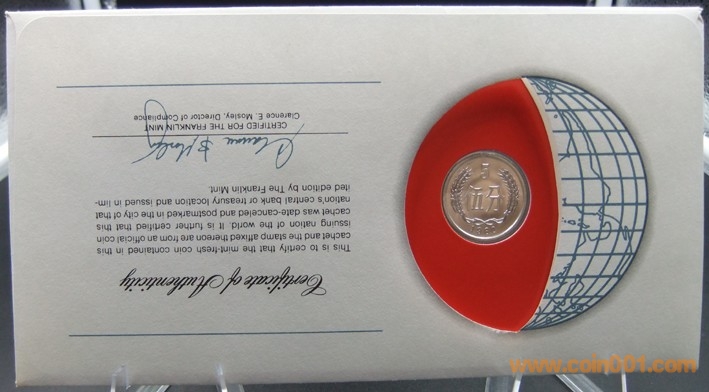 Certificate of Authenticity
This is to certify that the mint-fresh coin contained in this
cachet and the stamp affixed thereon are from an official coin
issuing nation of the world. It is further certified that this
cachet was date-canceled and postmarked in the city of that
nation's central bank or treasury location and issued in lim-
ited edition by The Franklin Mint.
CERTIFIED FOR THE FRANKLIN MINT
Clarence E. Mosley, Director of Compliance
5
www.coin001.com